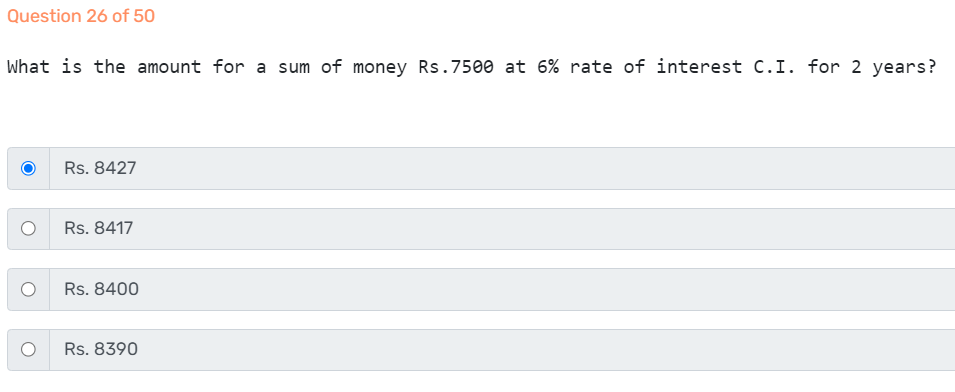 Question 26 of 50
What is the amount for a sum of money Rs.7500 at 6% rate of interest C.I. for 2 years?
Rs. 8427
Rs. 8417
Rs. 8400
Rs. 8390